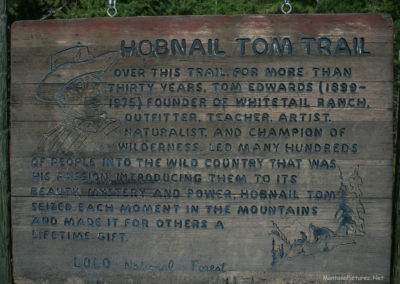 HOBNAIL TOM TRAIL
OVER THIS TRAIL, FOR MORE THAN
THIRTY YEARS, TOM EDWARDS (1899-
1975) FOUNDER OF WHITETAIL RANCH,
OUTFITTER, TEACHER, ARTIST,
NATURALIST, AND CHAMPION OF
WILDERNESS, LED MANY HUNDREDS
OF PEOPLE INTO THE WILD COUNTRY THAT WAS
HIS PASSION, INTRODUCING THEM TO ITS
BEAUTY, MYSTERY AND POWER, HOBNAIL TOM
SEIZED EACH MOMENT IN THE MOUNTAINS
AND MADE IT FOR OTHERS A
LIFETIME GIFT.
LOLO National Forest
MontanaPictures.Net